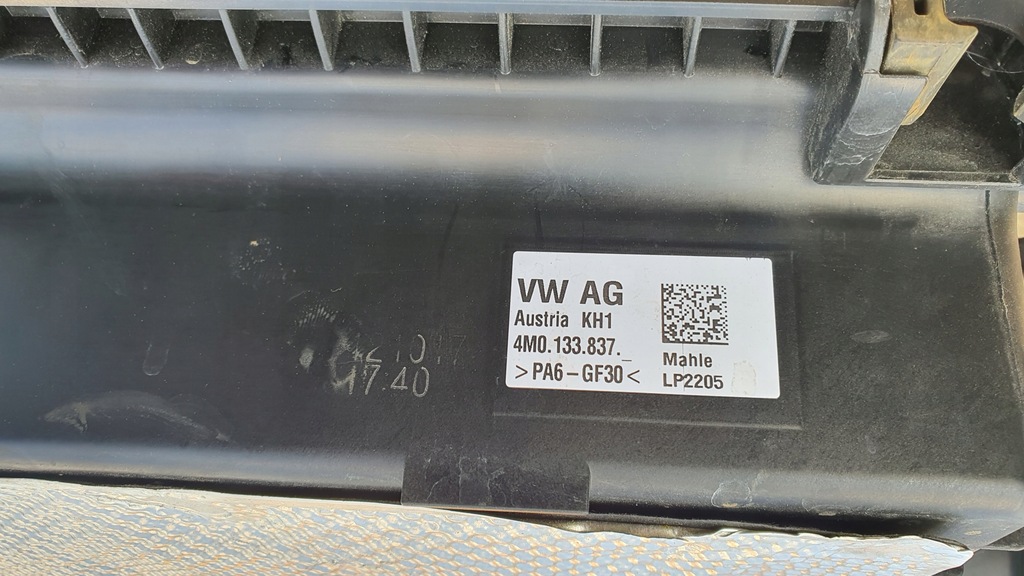 VW AG
Austria KH1
4M0.133.837._
>PA6-GF30<
Mahle
LP2205
17:40